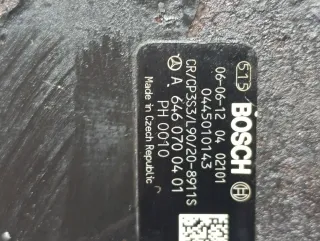 515 BOSCH
06-06-12 04 02101
0445010143
CR/CP3S3/L90/20-8911S
A 646 070 04 01
PH 0010
Made in Czech Republic